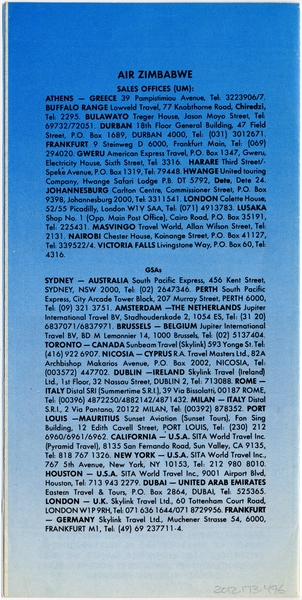 AIR ZIMBABWE
SALES OFFICES (UM):
ATHENS — GREECE 39 Pampistimiou Avenue, Tel: 3223906/7.
BUFFALO RANGE Lowveld Travel, 77 Knobthorne Road, Chiredzi,
Tel. 2295. BULAWAYO Treger House, Jason Moyo Street, Tel:
69732/72051. DURBAN 18th Floor General Building, 47 Field
Street, P.O. Box 1689, DURBAN 4000, Tel: (031) 3012671.
FRANKFURT 9 Steinweg D 6000, Frankfurt Main, Tel: (069)
294020. GWERU American Express Travel, P.O. Box 1347, Gweru,
Electricity House, Sixth Street, Tel: 3316. HARARE Third Street/-
Speke Avenue, P.O. Box 1319, Tel: 79448. HWANGE United touring
Company, Hwange Safari Lodge P.B. DT 5792, Dete, Dete 24.
JOHANNESBURG Carlton Centre, Commissioner Street, P.O. Box
9398, Johannesburg 2000, Tel: 3311541. LONDON Colette House,
52/55 Picadilly, London W1V SAA, Tel: (071) 4913783. LUSAKA
Shop No. 1 (Opp. Main Post Office), Cairo Road, P.O. Box 35191,
Tel: 225431. MASVINGO Travel World, Allan Wilson Street, Tel:
2131. NAIROBI Chester House, Koinange Street, P.O. Box 41127,
Tel: 339522/4. VICTORIA FALLS Livingstone Way, P.O. Box 60, Tel:
4316.
GSAs
SYDNEY — AUSTRALIA South Pacific Express, 456 Kent Street,
SYDNEY, NSW 2000, Tel: (02) 2647346. PERTH South Pacific
Express, City Arcade Tower Block, 207 Murray Street, PERTH 6000,
Tel: (09) 321 3751. AMSTERDAM —THE NETHERLANDS Jupiter
International Travel BV, Stadhouderskade 2, 1054 ES, Tel: (31 20)
6837071/6837971. BRUSSELS — BELGIUM Jupiter International
Travel BV, BD M Lemonnier 14, 1000 Brussels, Tel: (02) 5137404.
TORONTO — CANADA Sunbeam Travel (Skylink) 593 Yonge St. Tel:
(416) 922 6907. NICOSIA — CYPRUS R.A. Travel Masters Ltd., 82A
Archbishop Makarios Avenue, P.O. Box 2002, NICOSIA, Tel:
(003572) 447702. DUBLIN —IRELAND Skylink Travel (Ireland)
Ltd., 1st Floor, 32 Nassau Street, DUBLIN 2, Tel: 713088. ROME —
ITALY Distal SRI (Summertime S.R.I.), 39 Via Bissolatii, 00187 ROME,
Tel: (00396) 4872250/4882142/4871432. MILAN — ITALY Distal
S.R.I., 2 Via Pantano, 20122 MILAN, Tel: (00392) 878352. PORT
LOUIS —MAURITIUS Sunset Aviation (Sunset Tours), Fon Sing
Building, 12 Edith Cavell Street, PORT LOUIS, Tel: (230) 212
6960/6961/6962. CALIFORNIA — U.S.A. SITA World Travel Inc,
(Pyramid Travel), 8135 San Fernando Road, Sun Valley, CA 9135,
Tel: 818 767 1326. NEW YORK — U.S.A. SITA World Travel Inc.,
767 5th Avenue, New York, NY 10153, Tel: 212 980 8010.
HOUSTON — U.S.A. SITA World Travel Inc, 9001 Airport Blvd,
Houston, Tel: 713 943 2279. DUBAI — UNITED ARAB EMIRATES
Eastern Travel & Tours, P.O. Box 2864, DUBAI, Tel: 525365.
LONDON — U.K. Skylink Travel Ltd., 60 Tottenham Court Road,
LONDON W1P 9RH, Tel: 071 636 1644/071 8729956. FRANKFURT
— GERMANY Skylink Travel Ltd., Muchener Strasse 54, 6000,
FRANKFURT M1, Tel: (49) 69 237711-4.
2012.173.496